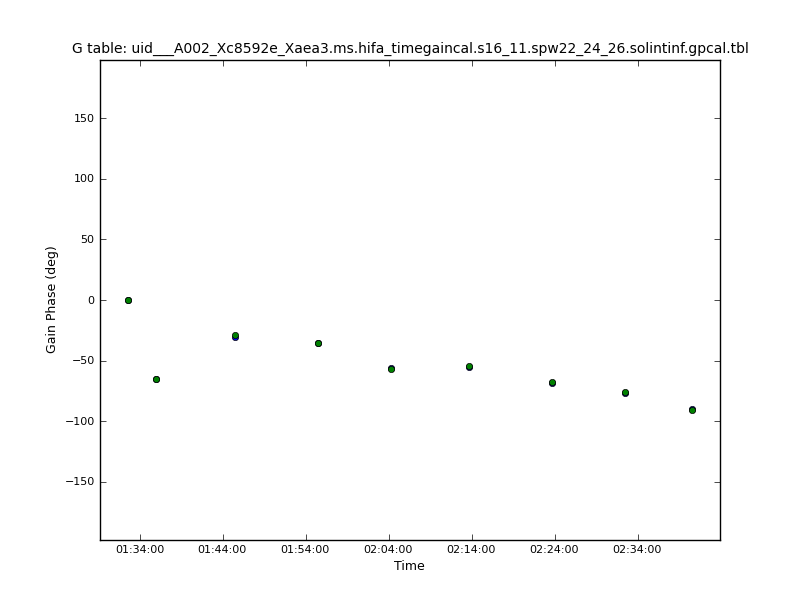 G table: uid___A002_Xc8592e_Xaea3.ms.hifa_timegaincal.s16_11.spw22_24_26.solintinf.gpcal.tbl
150
100
50
0
−50
−100
−150
Gain Phase (deg)
01:34:00 01:44:00 01:54:00 02:04:00 02:14:00 02:24:00 02:34:00
Time